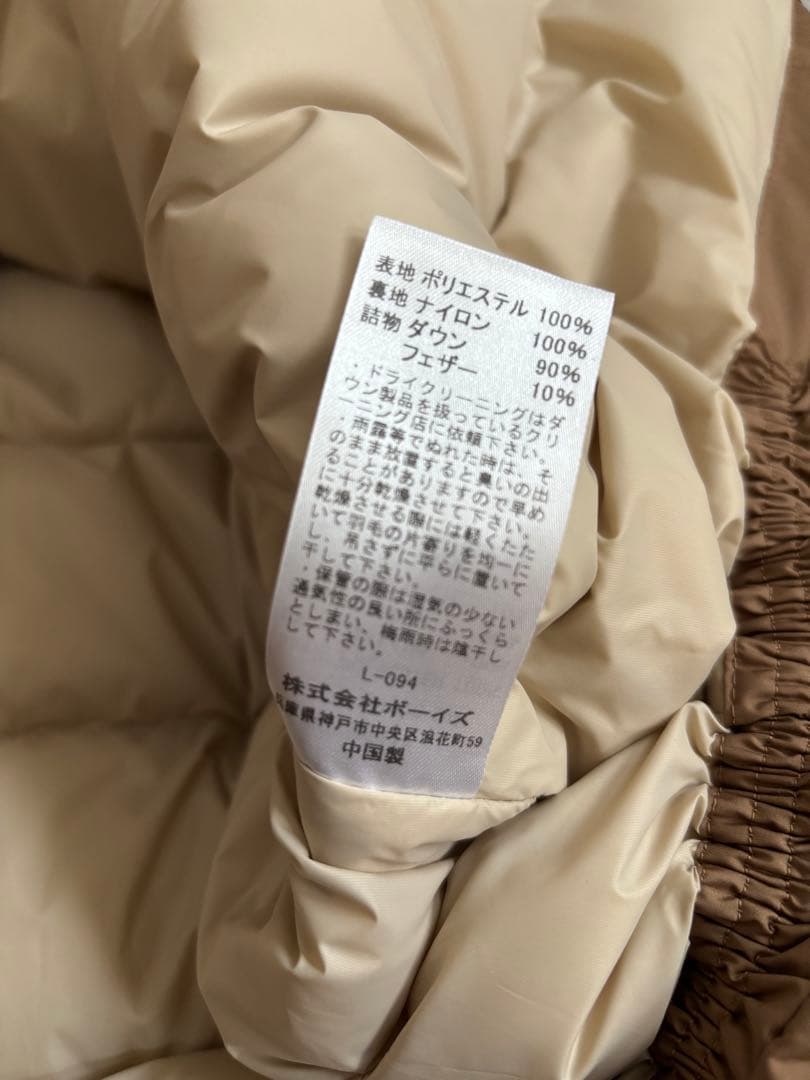 表地 ポリエステル 100%
裏地 ナイロン 100%
詰物 ダウン 90%
フェザー 10%
・ドライクリーニングはダ
ウン製品を扱っているクリ
ーニング店に依頼下さい。
・雨露等でぬれた時は、そ
のまま放置すると臭いの出
ることがありますので早め
に十分乾燥させて下さい。
乾燥させる際には軽くたた
いて羽毛の片寄りを均一に
し、吊さずに平らに置いて
干して下さい。
・保管の際は湿気の少ない
通気性の良い所にふっくら
としまい、梅雨時は陰干し
して下さい。
L-094
株式会社ボーイズ
兵庫県神戸市中央区浪花町59
中国製